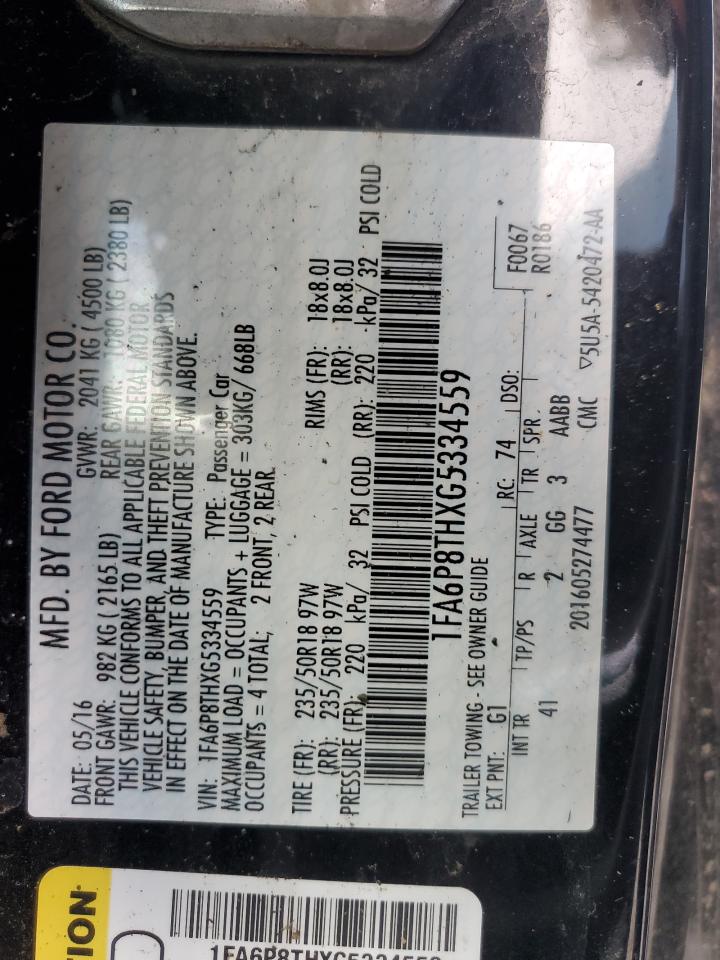 MFD. BY FORD MOTOR CO.
DATE: 05/16 GVWR: 2041 KG ( 4500 LB)
FRONT GAWR: 982 KG ( 2165 LB) REAR GAWR: 1080 KG ( 2380 LB)
THIS VEHICLE CONFORMS TO ALL APPLICABLE FEDERAL MOTOR
VEHICLE SAFETY, BUMPER, AND THEFT PREVENTION STANDARDS
IN EFFECT ON THE DATE OF MANUFACTURE SHOWN ABOVE.
VIN: 1FA6P8THXG5334559 TYPE: Passenger Car
MAXIMUM LOAD = OCCUPANTS + LUGGAGE = 303KG/ 668LB
OCCUPANTS = 4 TOTAL; 2 FRONT, 2 REAR
TIRE (FR): 235/50R18 97W RIMS (FR): 18x8.0J
(RR): 235/50R18 97W (RR): 18x8.0J
PRESSURE (FR): 220 kPa/ 32 PSI COLD (RR): 220 kPa/ 32 PSI COLD
1FA6P8THXG5334559
TRAILER TOWING - SEE OWNER GUIDE
F0067
EXT PNT: G1 RC: 74 DSO: R0186
INT TR TP/PS R AXLE TR SPR
41 2 GG 3 AABB
201605274477 CMC ▽5U5A-5420472-AA
TION
1FA6P8THXG5334559